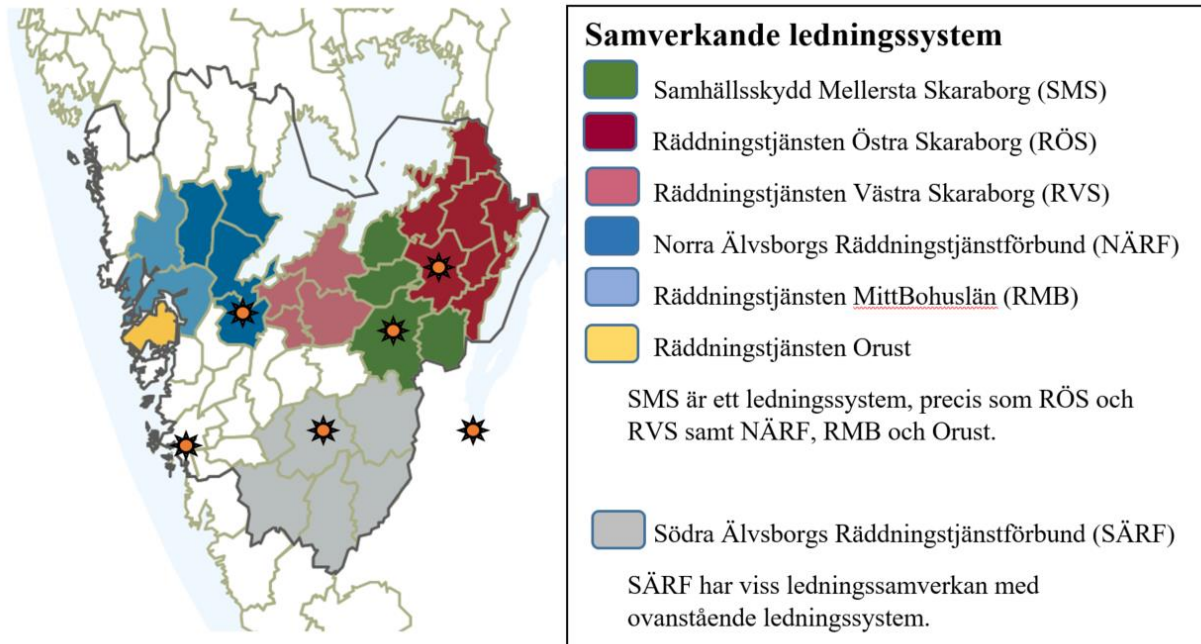 Samverkande ledningssystem
Samhällsskydd Mellersta Skaraborg (SMS)
Räddningstjänsten Östra Skaraborg (RÖS)
Räddningstjänsten Västra Skaraborg (RVS)
Norra Älvsborgs Räddningstjänstförbund (NÄRF)
Räddningstjänsten MittBohuslän (RMB)
Räddningstjänsten Orust
SMS är ett ledningssystem, precis som RÖS och
RVS samt NÄRF, RMB och Orust.
Södra Älvsborgs Räddningstjänstförbund (SÄRF)
SÄRF har viss ledningssamverkan med
ovanstående ledningssystem.